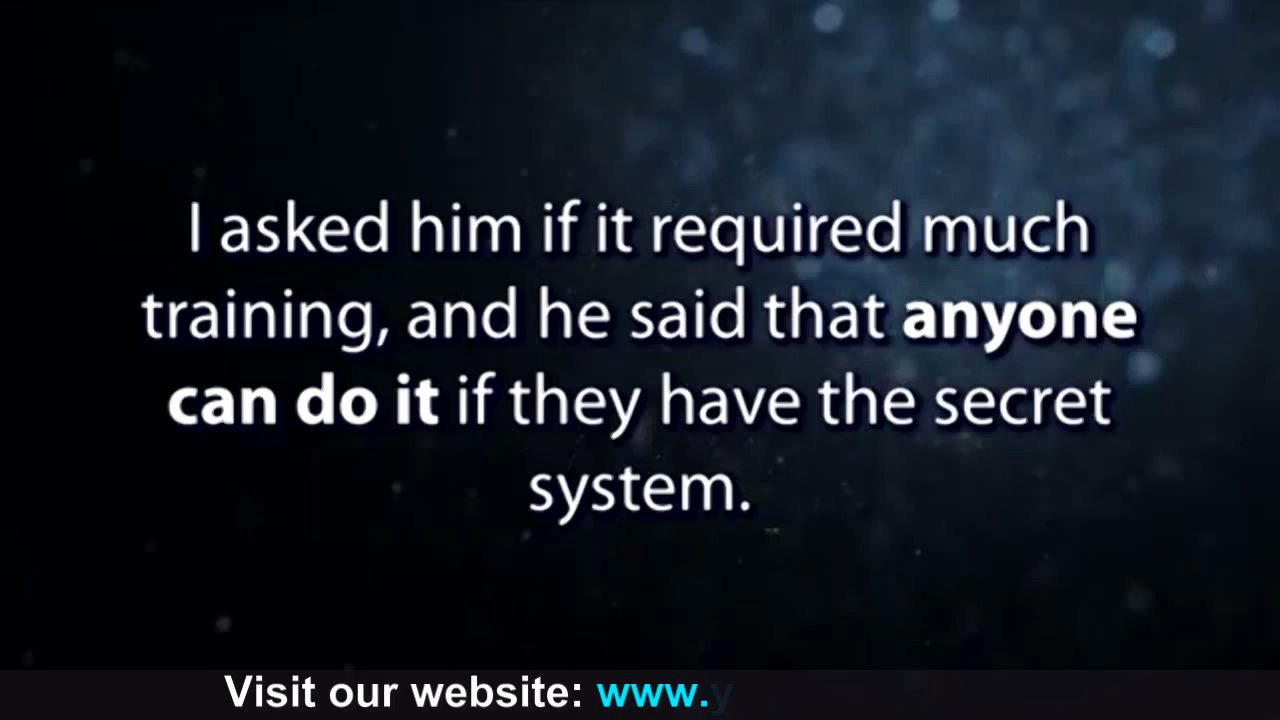 I asked him if it required much
training, and he said that anyone
can do it if they have the secret
system.
Visit our website: www.y